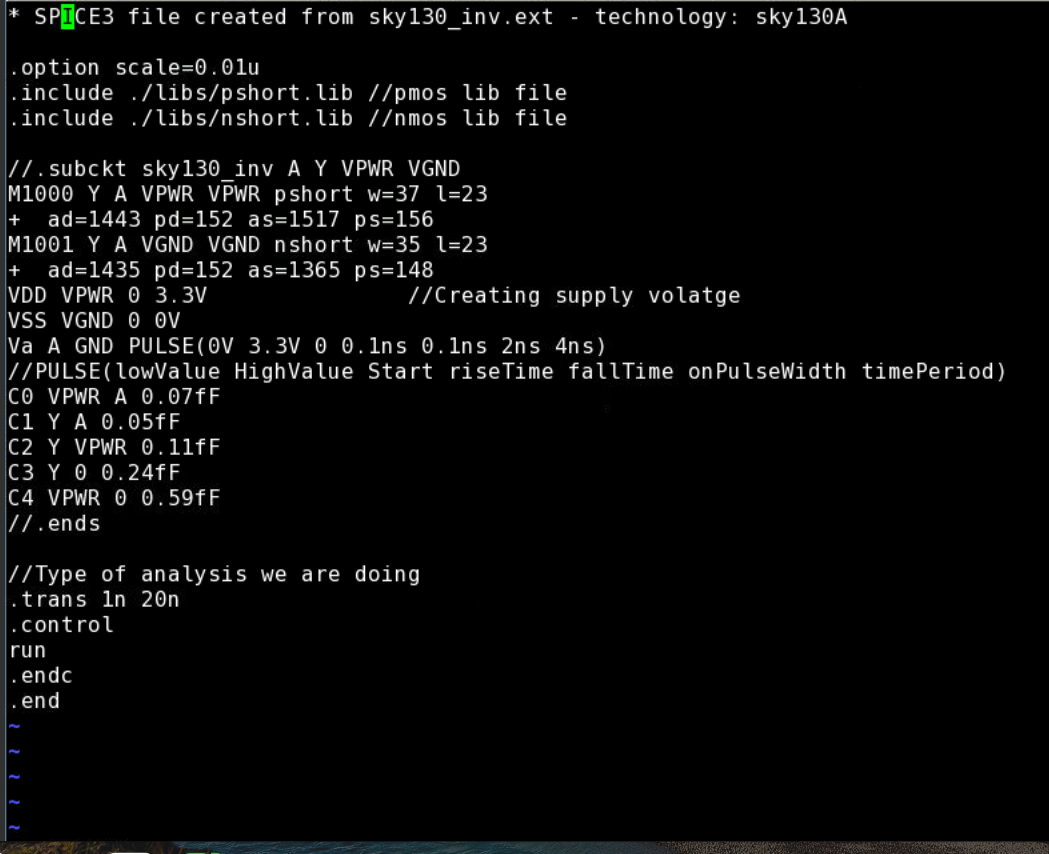 * SPICE3 file created from sky130_inv.ext - technology: sky130A
.option scale=0.01u
.include ./libs/pshort.lib //pmos lib file
.include ./libs/nshort.lib //nmos lib file
//.subckt sky130_inv A Y VPWR VGND
M1000 Y A VPWR VPWR pshort w=37 l=23
+  ad=1443 pd=152 as=1517 ps=156
M1001 Y A VGND VGND nshort w=35 l=23
+  ad=1435 pd=152 as=1365 ps=148
VDD VPWR 0 3.3V               //Creating supply volatge
VSS VGND 0 0V
Va A GND PULSE(0V 3.3V 0 0.1ns 0.1ns 2ns 4ns)
//PULSE(lowValue HighValue Start riseTime fallTime onPulseWidth timePeriod)
C0 VPWR A 0.07fF
C1 Y A 0.05fF
C2 Y VPWR 0.11fF
C3 Y 0 0.24fF
C4 VPWR 0 0.59fF
//.ends
//Type of analysis we are doing
.trans 1n 20n
.control
run
.endc
.end
~
~
~
~
~